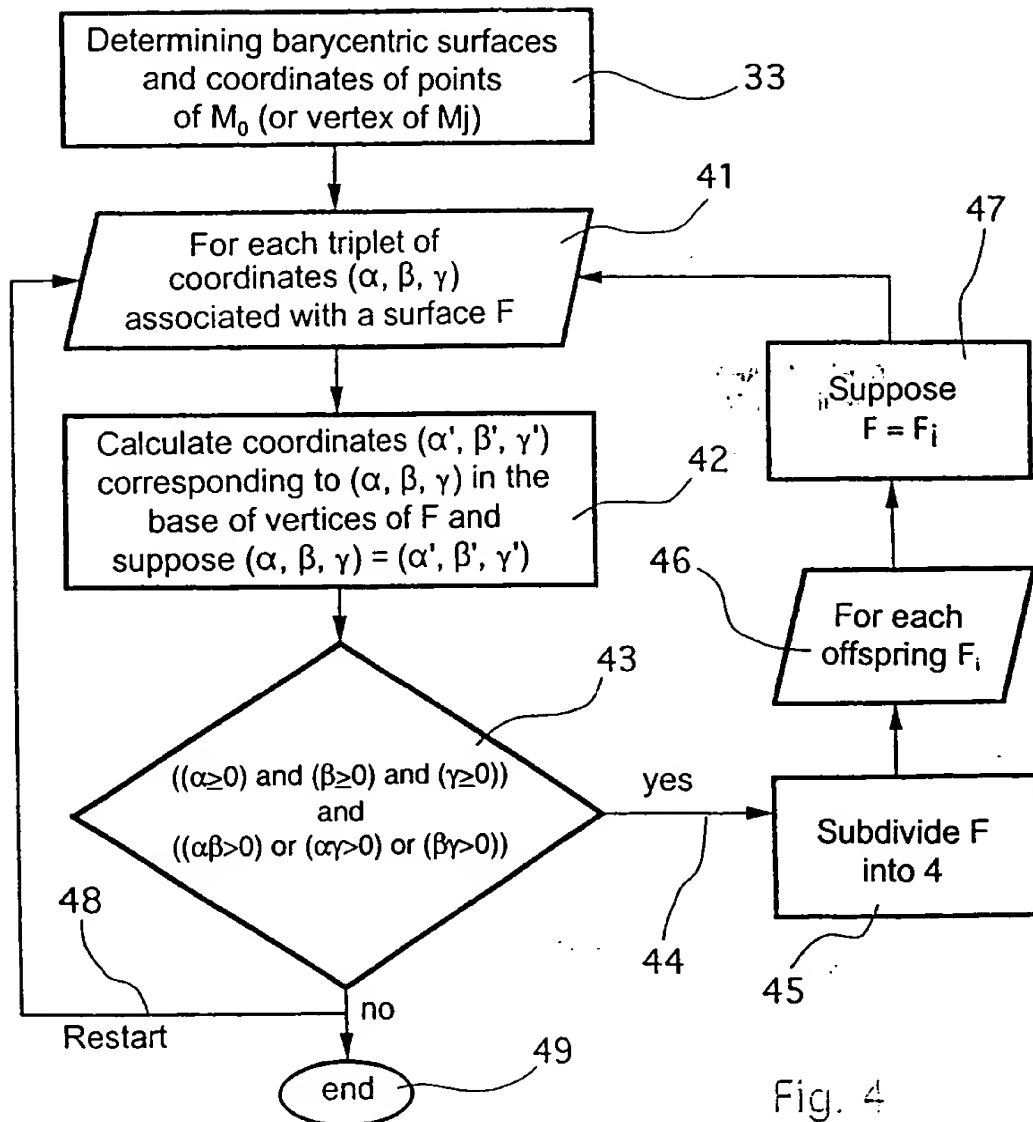 Determining barycentric surfaces
and coordinates of points
of M₀ (or vertex of Mj)
33
41
For each triplet of
coordinates (α, β, γ)
associated with a surface F
47
Suppose
F = Fi
Calculate coordinates (α', β', γ')
corresponding to (α, β, γ) in the
base of vertices of F and
suppose (α, β, γ) = (α', β', γ')
42
46
For each
offspring Fi
43
((α≥0) and (β≥0) and (γ≥0))
and
((αβ>0) or (αγ>0) or (βγ>0))
yes
44
Subdivide F
into 4
45
48
Restart
no
end
49
Fig. 4